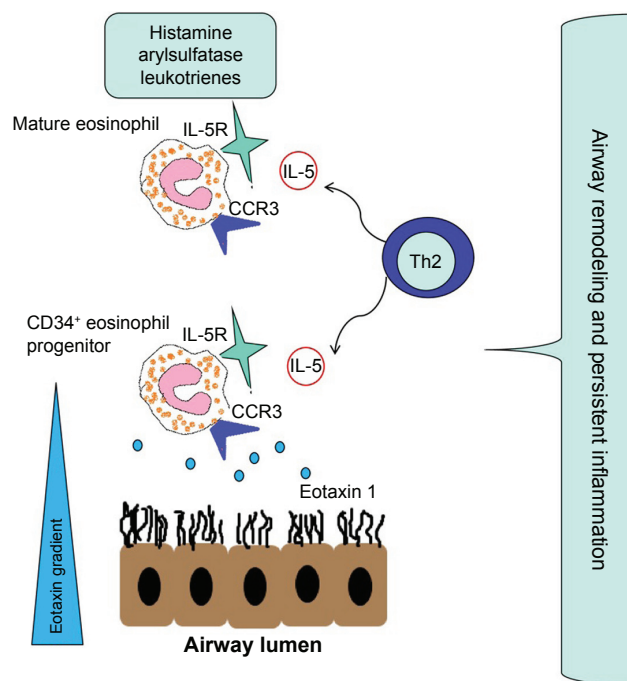 Histamine
arylsulfatase
leukotrienes
Mature eosinophil
IL-5R
IL-5
CCR3
Th2
CD34⁺ eosinophil
progenitor
IL-5R
IL-5
CCR3
Eotaxin 1
Eotaxin gradient
Airway lumen
Airway remodeling and persistent inflammation